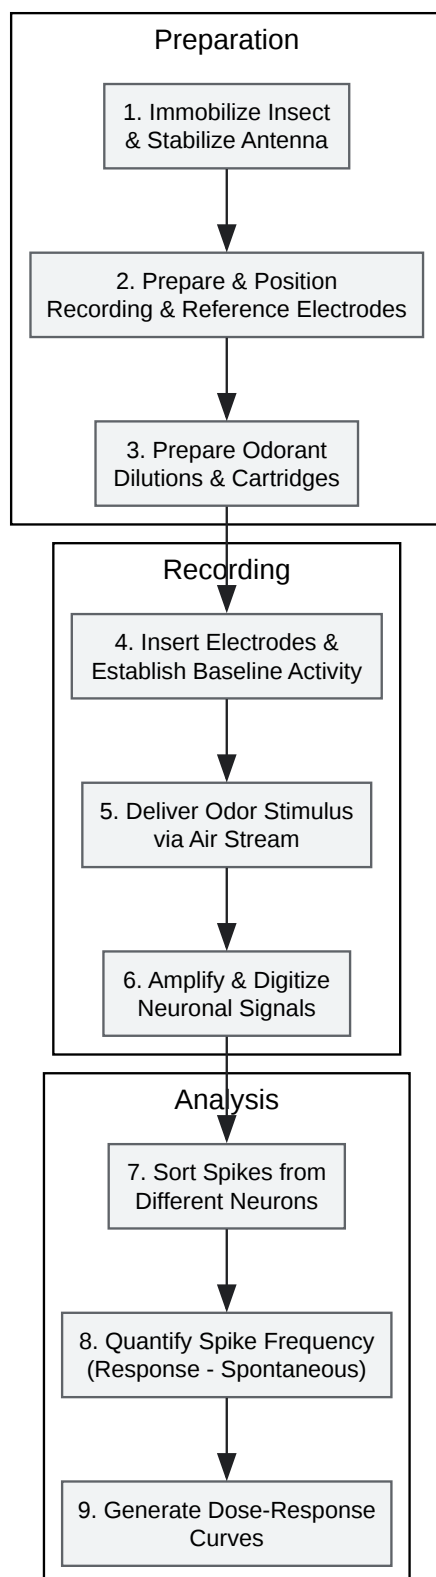 Preparation
1. Immobilize Insect
& Stabilize Antenna
2. Prepare & Position
Recording & Reference Electrodes
3. Prepare Odorant
Dilutions & Cartridges
Recording
4. Insert Electrodes &
Establish Baseline Activity
5. Deliver Odor Stimulus
via Air Stream
6. Amplify & Digitize
Neuronal Signals
Analysis
7. Sort Spikes from
Different Neurons
8. Quantify Spike Frequency
(Response - Spontaneous)
9. Generate Dose-Response
Curves